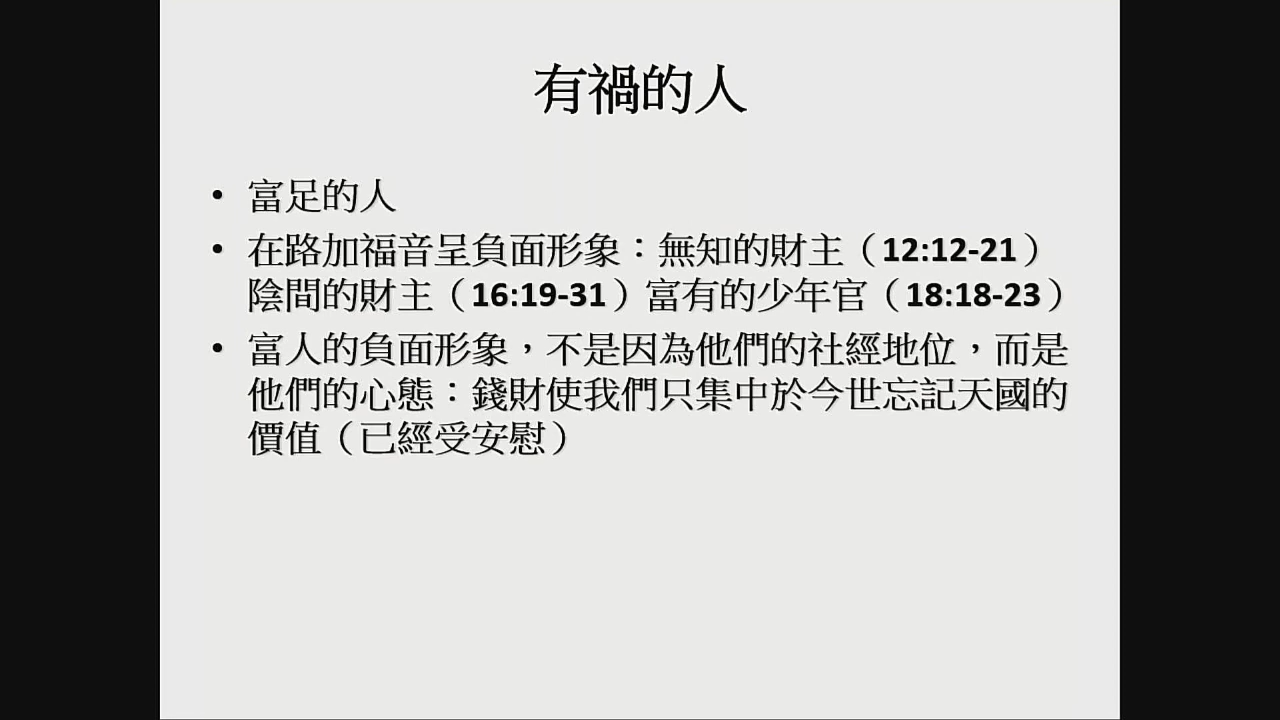 有禍的人
• 富足的人
• 在路加福音呈負面形象：無知的財主（12:12-21）
陰間的財主（16:19-31）富有的少年官（18:18-23）
• 富人的負面形象，不是因為他們的社經地位，而是
他們的心態：錢財使我們只集中於今世忘記天國的
價值（已經受安慰）